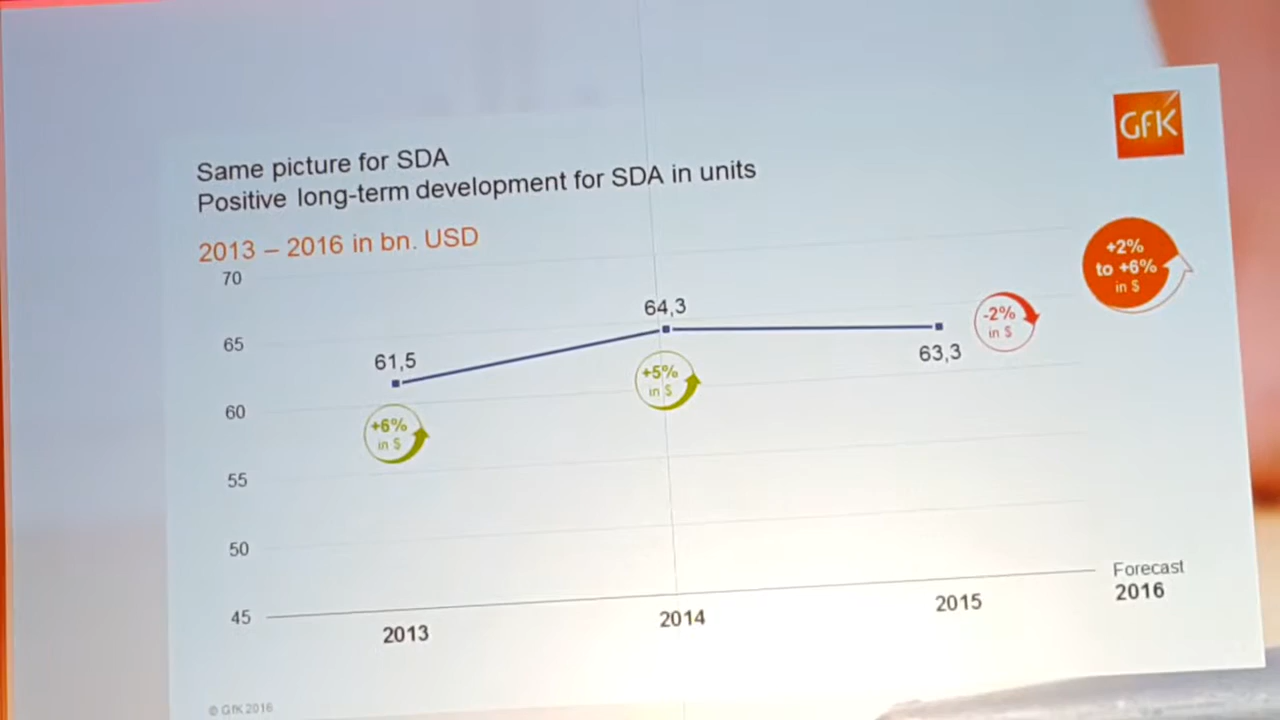 GFK
Same picture for SDA
Positive long-term development for SDA in units
2013 – 2016 in bn. USD
70
65
60
55
50
45
61,5
64,3
63,3
+6%
in $
+5%
in $
-2%
in $
+2%
to +6%
in $
2013
2014
2015
Forecast
2016
© GfK 2016